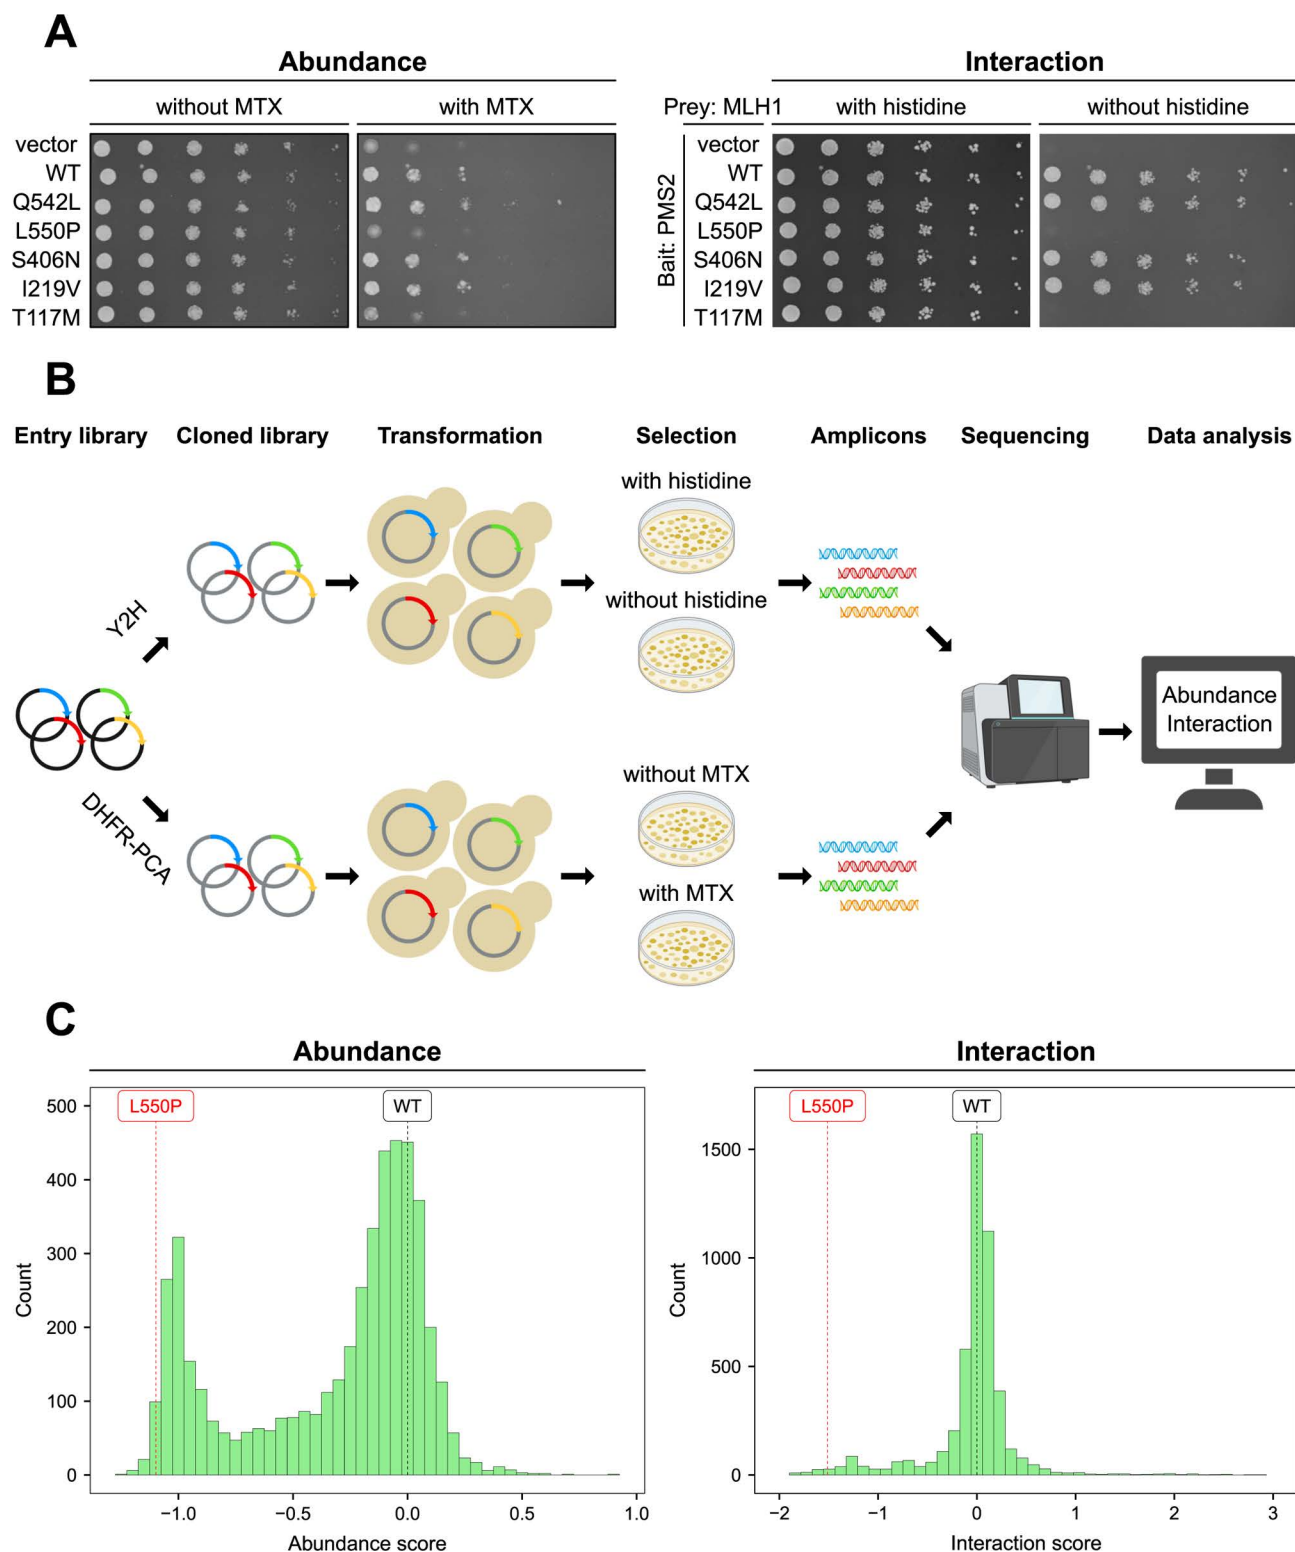 A
Abundance
Interaction
without MTX
with MTX
Prey: MLH1
with histidine
without histidine
Bait: PMS2
vector
WT
Q542L
L550P
S406N
I219V
T117M
vector
WT
Q542L
L550P
S406N
I219V
T117M
B
Entry library
Cloned library
Transformation
Selection
Amplicons
Sequencing
Data analysis
with histidine
without histidine
Y2H
DHFR-PCA
without MTX
with MTX
Abundance
Interaction
C
Abundance
L550P
WT
500
400
300
200
100
0
Count
−1.0
−0.5
0.0
0.5
1.0
Abundance score
Interaction
L550P
WT
1500
1000
500
0
Count
−2
−1
0
1
2
3
Interaction score